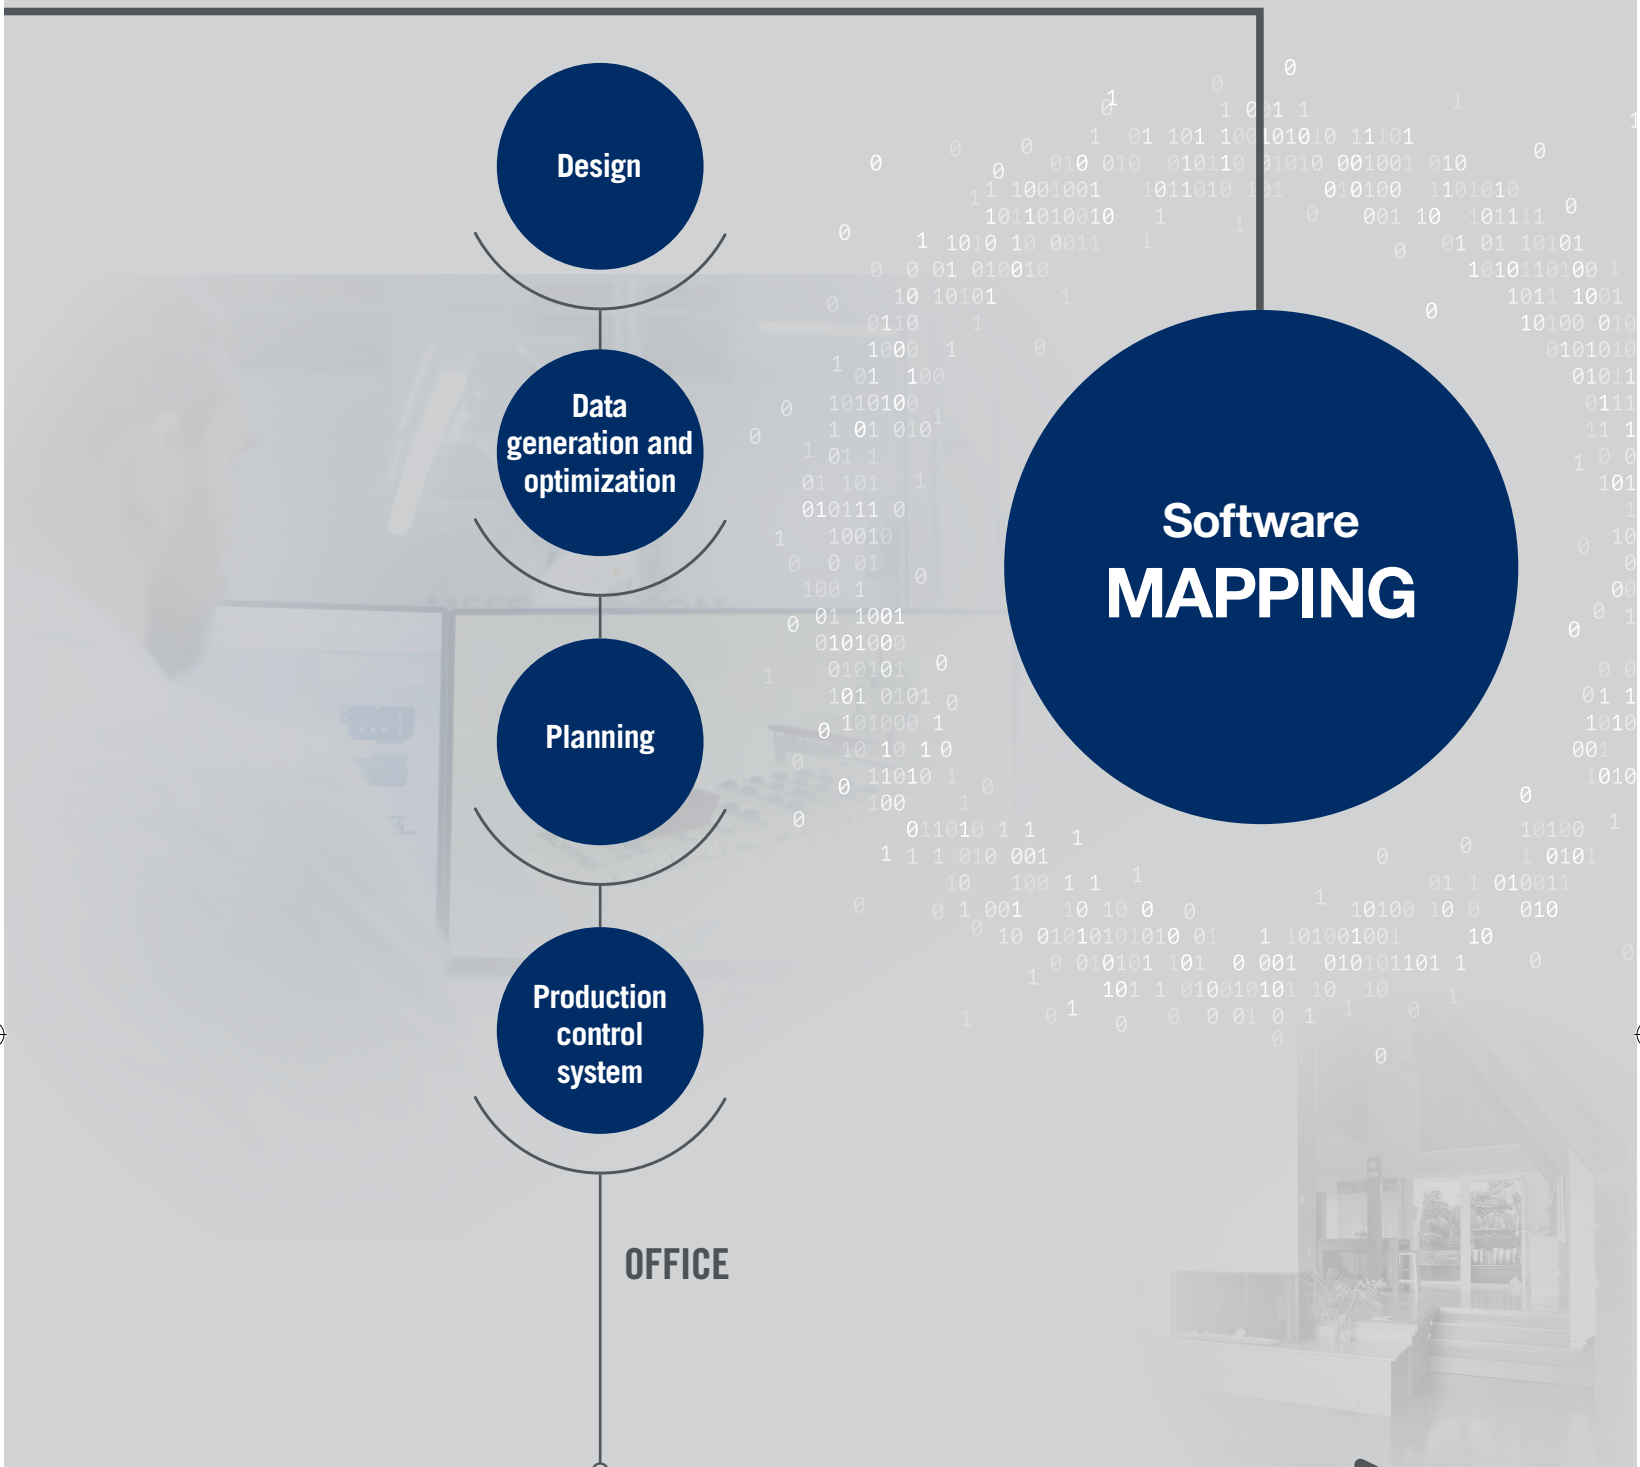 Design
Data
generation and
optimization
Planning
Production
control
system
OFFICE
Software
MAPPING